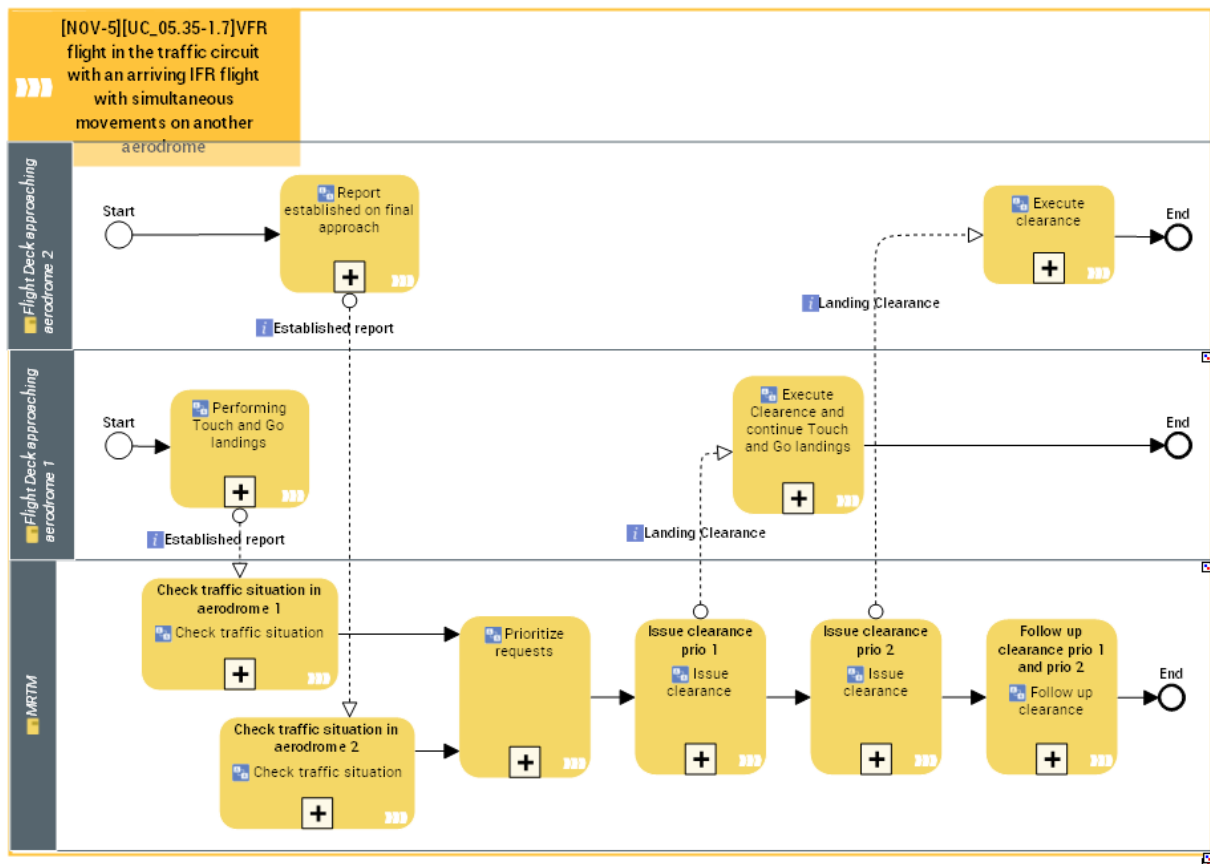 [NOV-5][UC_05.35-1.7]VFR
flight in the traffic circuit
with an arriving IFR flight
with simultaneous
movements on another
aerodrome
Flight Deck approaching
aerodrome 2
Start
Report
established on final
approach
Established report
Landing Clearance
Execute
clearance
End
Flight Deck approaching
aerodrome 1
Start
Performing
Touch and Go
landings
Established report
Landing Clearance
Execute
Clearence and
continue Touch
and Go landings
End
MRTM
Check traffic situation in
aerodrome 1
Check traffic situation
Check traffic situation in
aerodrome 2
Check traffic situation
Prioritize
requests
Issue clearance
prio 1
Issue
clearance
Issue clearance
prio 2
Issue
clearance
Follow up
clearance prio 1
and prio 2
Follow up
clearance
End